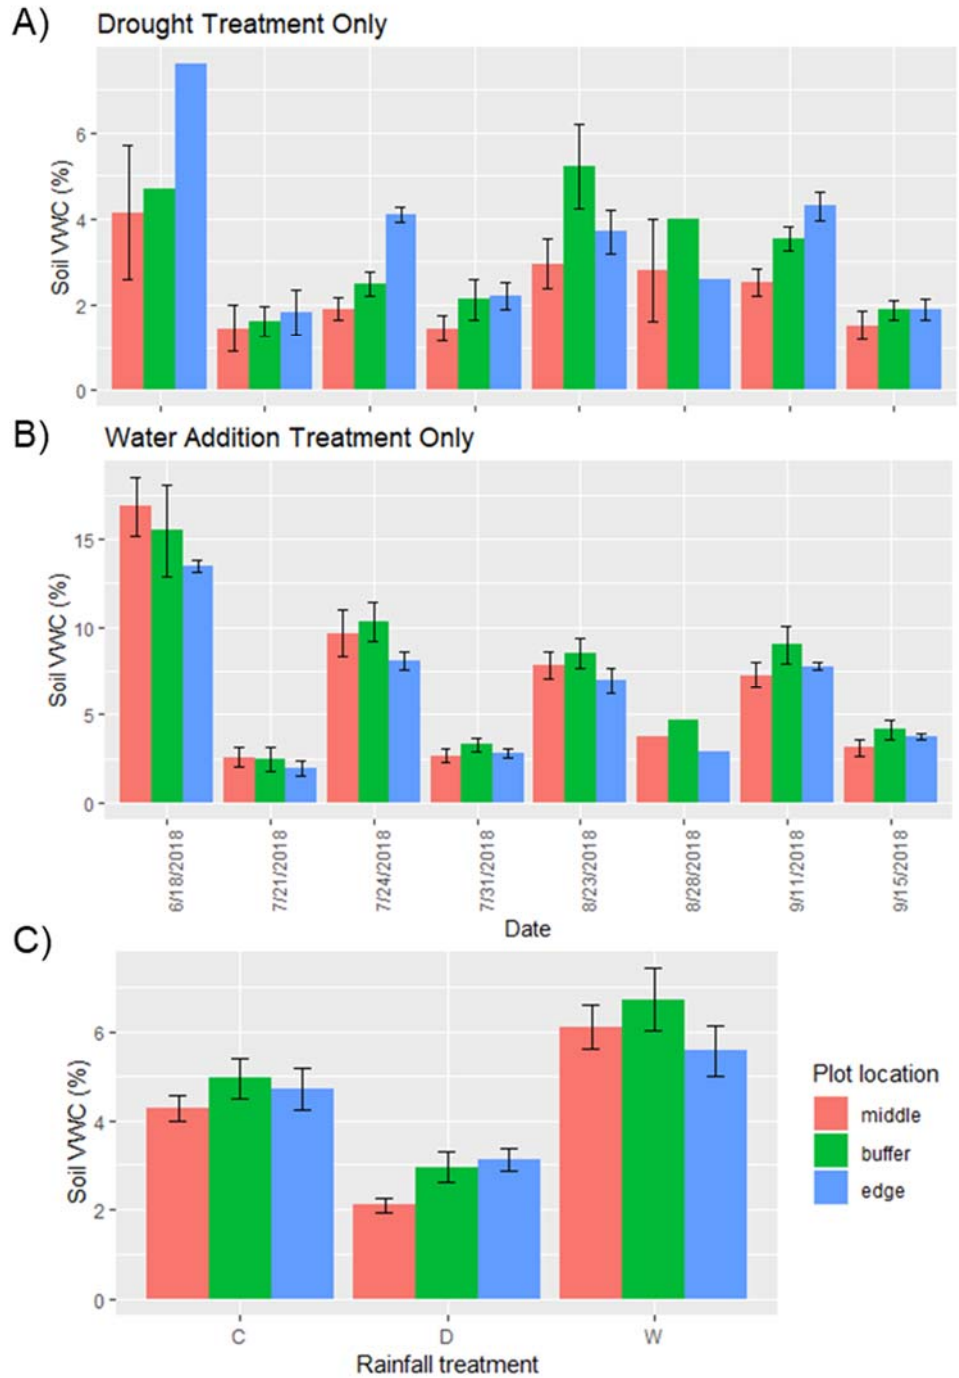 A)
Drought Treatment Only
Soil VWC (%)
6
4
2
0
B)
Water Addition Treatment Only
Soil VWC (%)
15
10
5
0
6/18/2018
7/21/2018
7/24/2018
7/31/2018
8/23/2018
8/28/2018
9/11/2018
9/15/2018
Date
C)
Soil VWC (%)
6
4
2
0
C
D
W
Rainfall treatment
Plot location
middle
buffer
edge